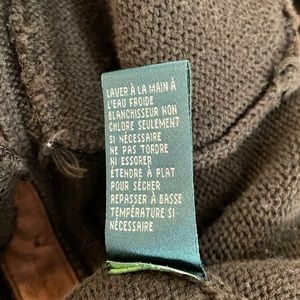 LAVER À LA MAIN À
L'EAU FROIDE
BLANCHISSEUR NON
CHLORE SEULEMENT
SI NÉCESSAIRE
NE PAS TORDRE
NI ESSORER
ÉTENDRE À PLAT
POUR SÉCHER
REPASSER À BASSE
TEMPÉRATURE SI
NÉCESSAIRE